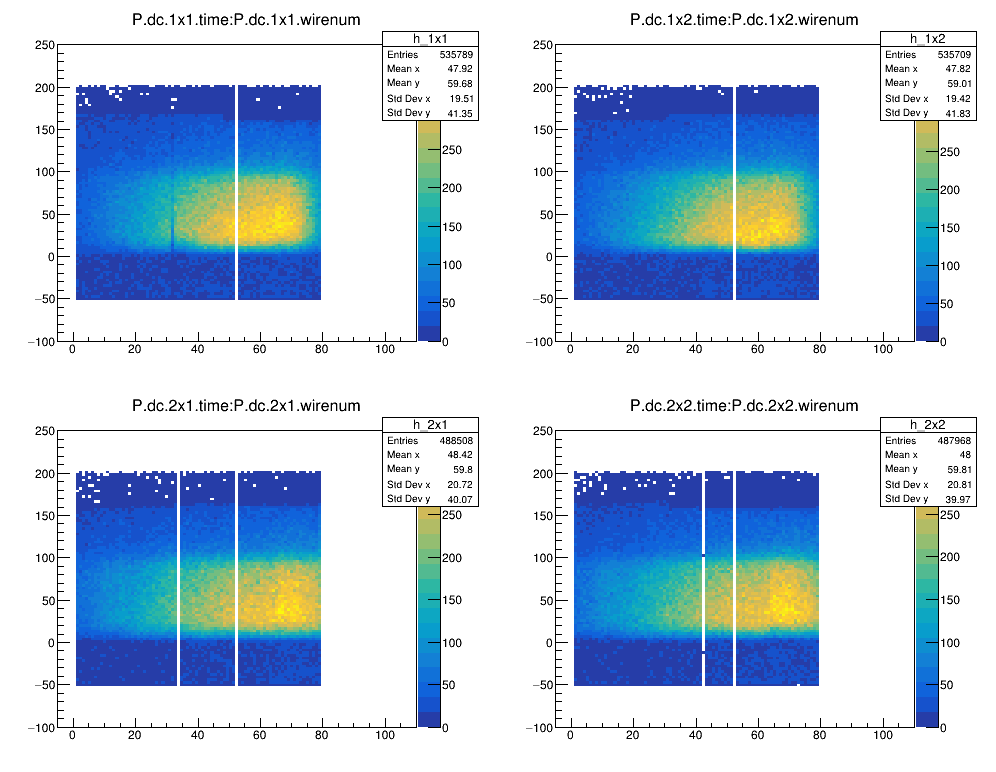 P.dc.1x1.time:P.dc.1x1.wirenum
h_1x1
Entries 535789
Mean x 47.92
Mean y 59.68
Std Dev x 19.51
Std Dev y 41.35
250
200
150
100
50
0
−50
−100
0 20 40 60 80 100
250
200
150
100
50
0
P.dc.1x2.time:P.dc.1x2.wirenum
h_1x2
Entries 535709
Mean x 47.82
Mean y 59.01
Std Dev x 19.42
Std Dev y 41.83
250
200
150
100
50
0
−50
−100
0 20 40 60 80 100
250
200
150
100
50
0
P.dc.2x1.time:P.dc.2x1.wirenum
h_2x1
Entries 488508
Mean x 48.42
Mean y 59.8
Std Dev x 20.72
Std Dev y 40.07
250
200
150
100
50
0
−50
−100
0 20 40 60 80 100
250
200
150
100
50
0
P.dc.2x2.time:P.dc.2x2.wirenum
h_2x2
Entries 487968
Mean x 48
Mean y 59.81
Std Dev x 20.81
Std Dev y 39.97
250
200
150
100
50
0
−50
−100
0 20 40 60 80 100
250
200
150
100
50
0